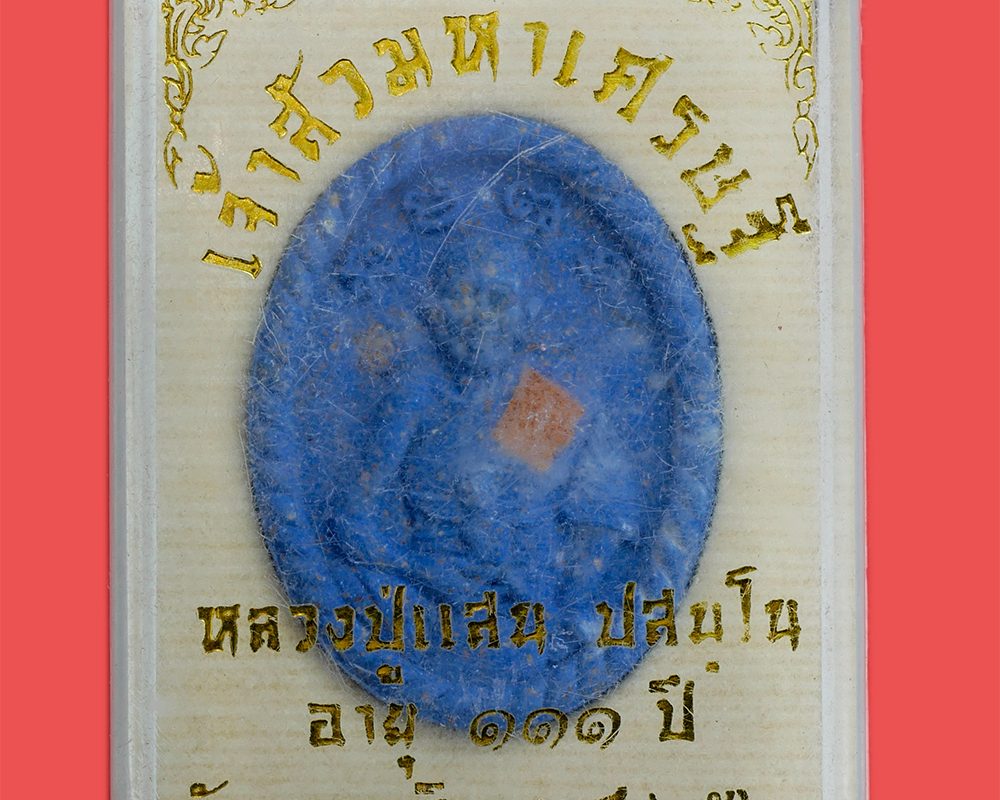 เจ้าสัวมหาเศรษฐี
หลวงปู่แสน ปสนฺโน
อายุ ๑๑๑ ปี